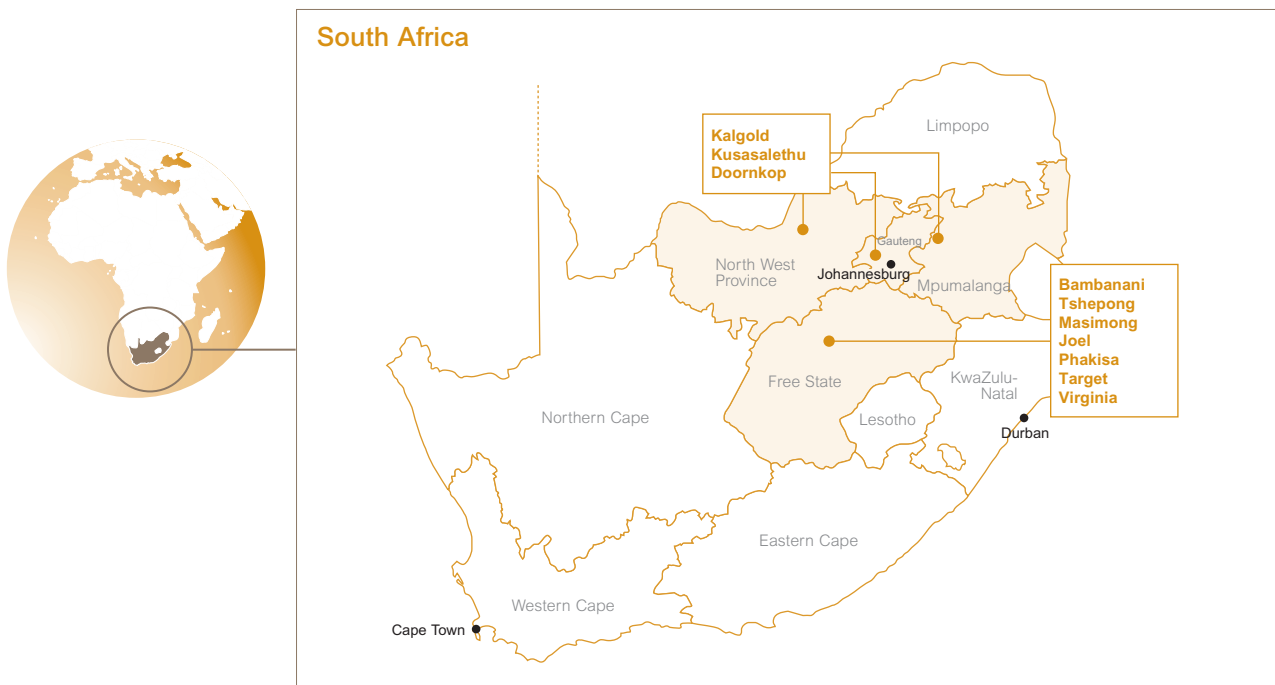 South Africa
Limpopo
Kalgold
Kusasalethu
Doornkop
Gauteng
North West
Province
Johannesburg
Mpumalanga
Bambanani
Tshepong
Masimong
Joel
Phakisa
Target
Virginia
Free State
KwaZulu-
Natal
Northern Cape
Lesotho
Durban
Eastern Cape
Western Cape
Cape Town